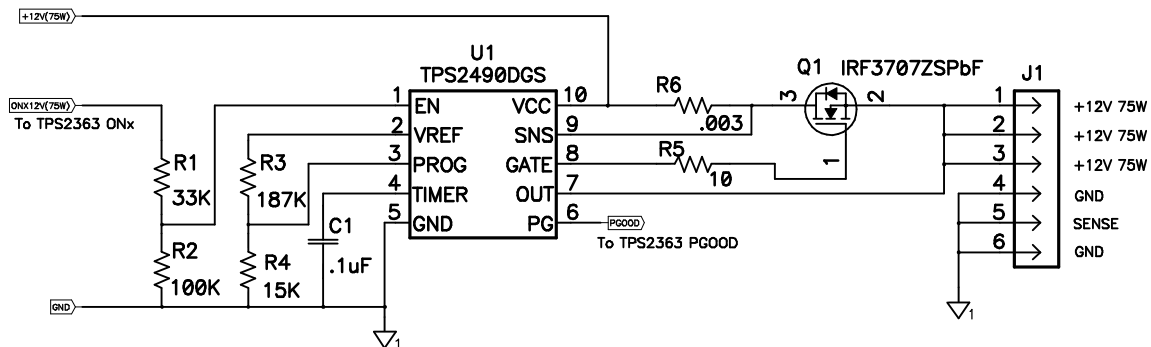 +12V(75W)
U1
TPS2490DGS
Q1 IRF3707ZSPbF
J1
ONX12V(75W)
To TPS2363 ONx
R1
33K
R2
100K
R3
187K
R4
15K
C1
.1uF
1 EN VCC 10
2 VREF SNS 9
3 PROG GATE 8
4 TIMER OUT 7
5 GND PG 6
R6
.003
R5
10
3 2
1
PGOOD
To TPS2363 PGOOD
1 +12V 75W
2 +12V 75W
3 +12V 75W
4 GND
5 SENSE
6 GND
GND
1
1